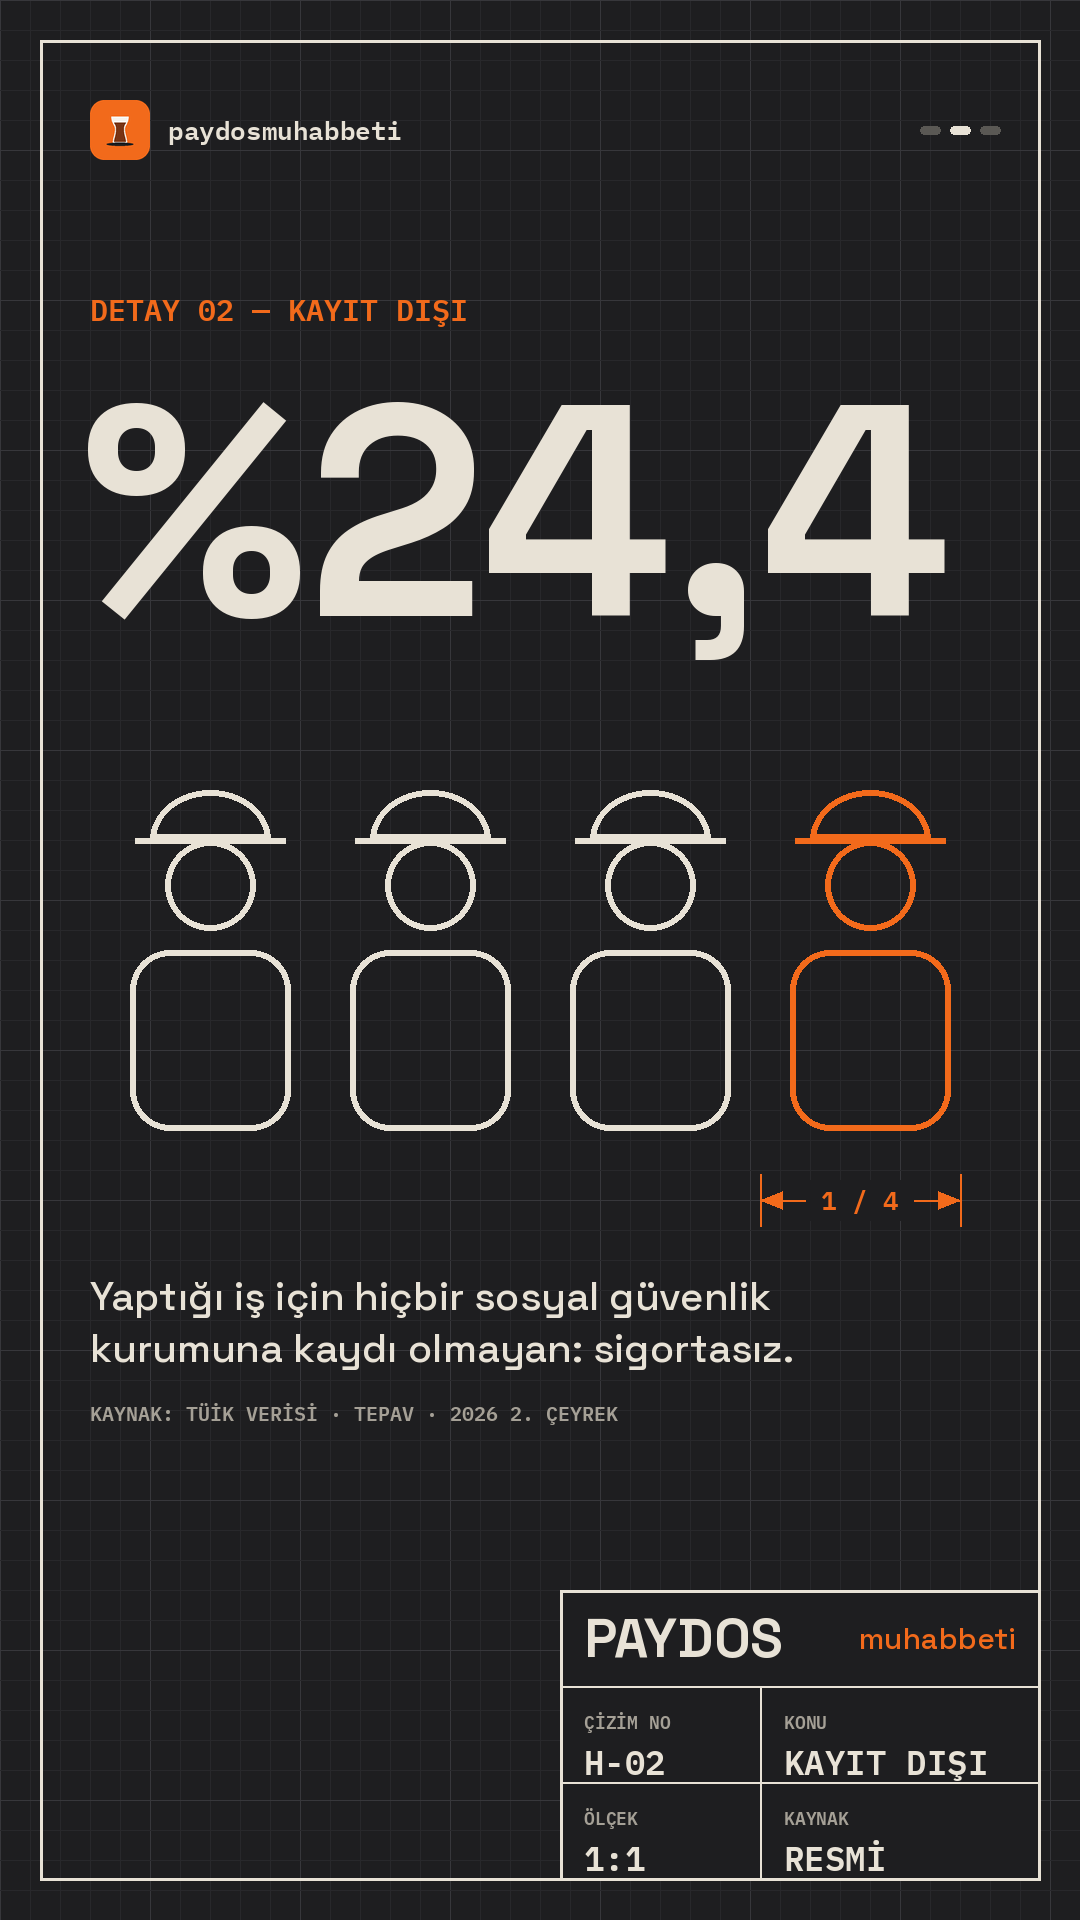 paydosmuhabbeti
DETAY 02 — KAYIT DIŞI
%24,4
1 / 4
Yaptığı iş için hiçbir sosyal güvenlik
kurumuna kaydı olmayan: sigortasız.
KAYNAK: TÜİK VERİSİ · TEPAV · 2026 2. ÇEYREK
PAYDOS muhabbeti
ÇİZİM NO
H-02
KONU
KAYIT DIŞI
ÖLÇEK
1:1
KAYNAK
RESMİ